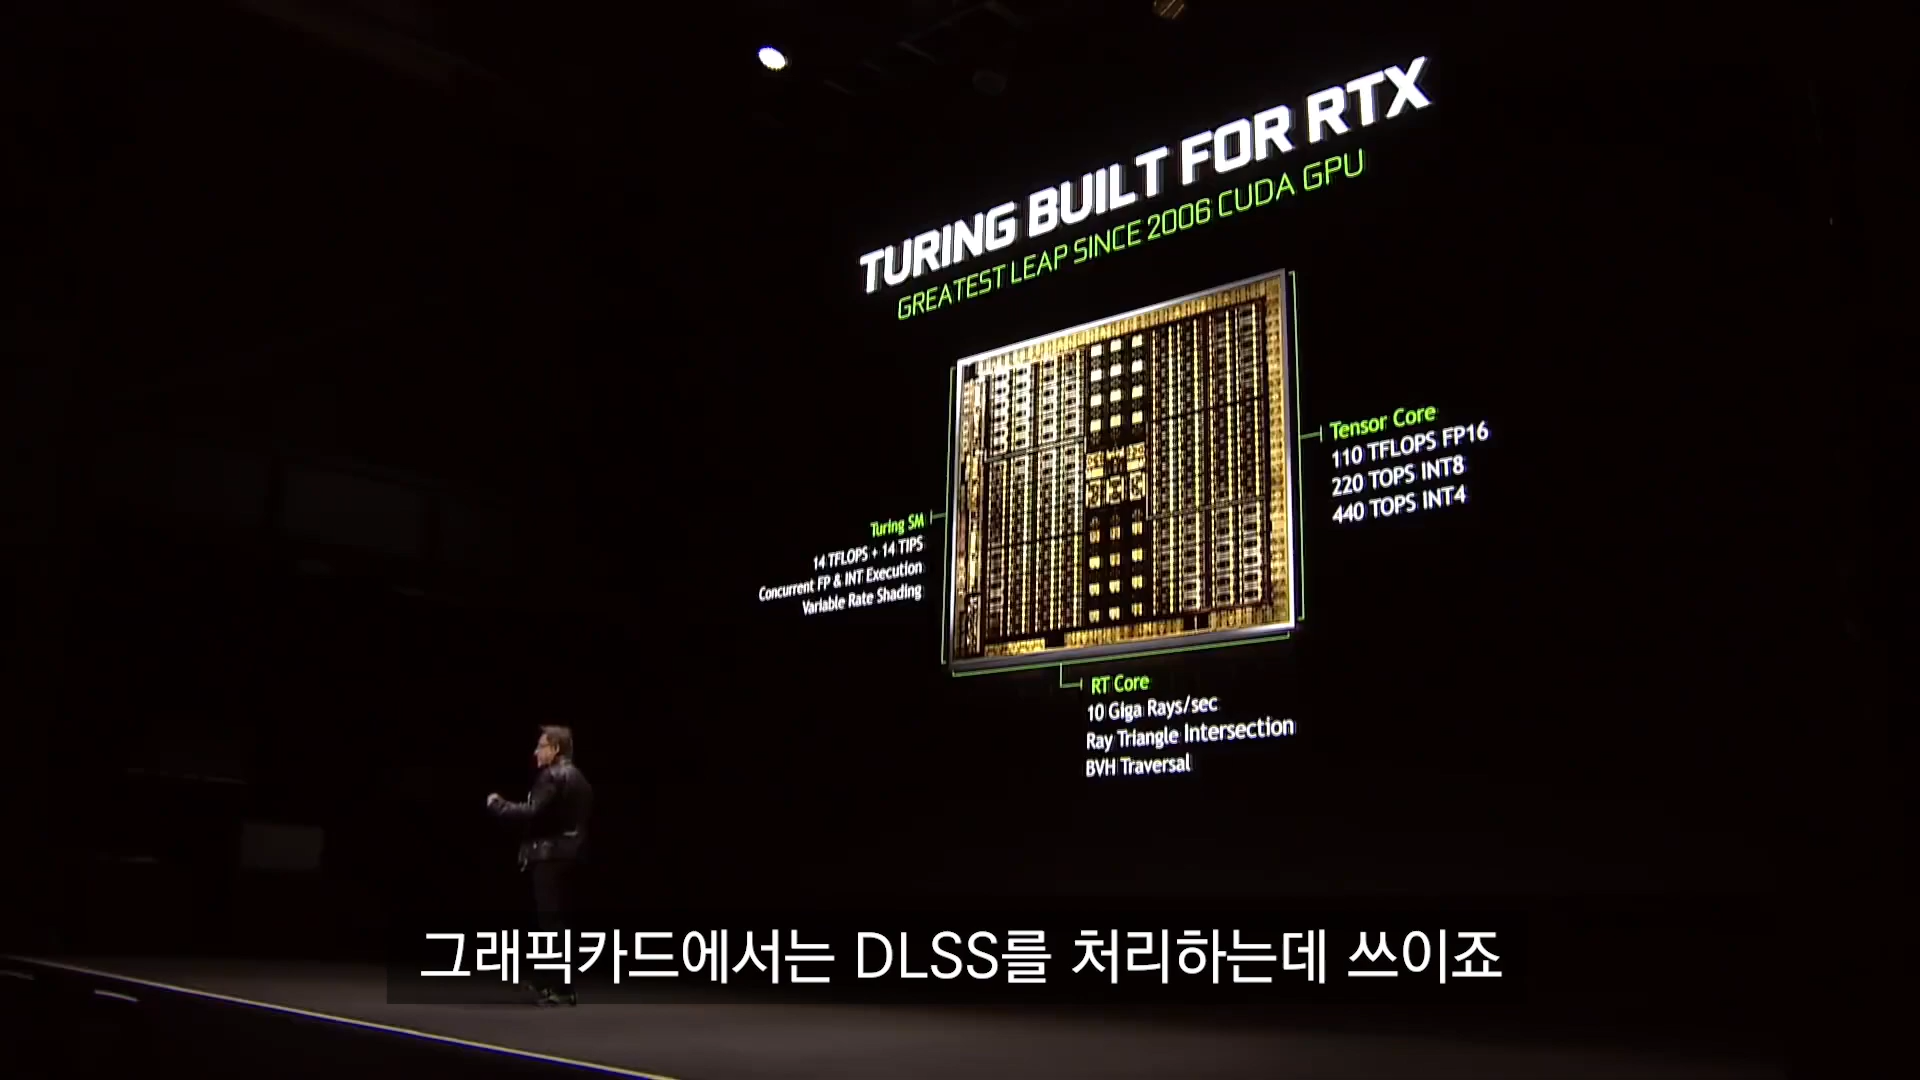 TURING BUILT FOR RTX
GREATEST LEAP SINCE 2006 CUDA GPU
Tensor Core
110 TFLOPS FP16
220 TOPS INT8
440 TOPS INT4
Turing SM
14 TFLOPS + 14 TIPS
Concurrent FP & INT Execution
Variable Rate Shading
RT Core
10 Giga Rays/sec
Ray Triangle Intersection
BVH Traversal
그래픽카드에서는 DLSS를 처리하는데 쓰이죠